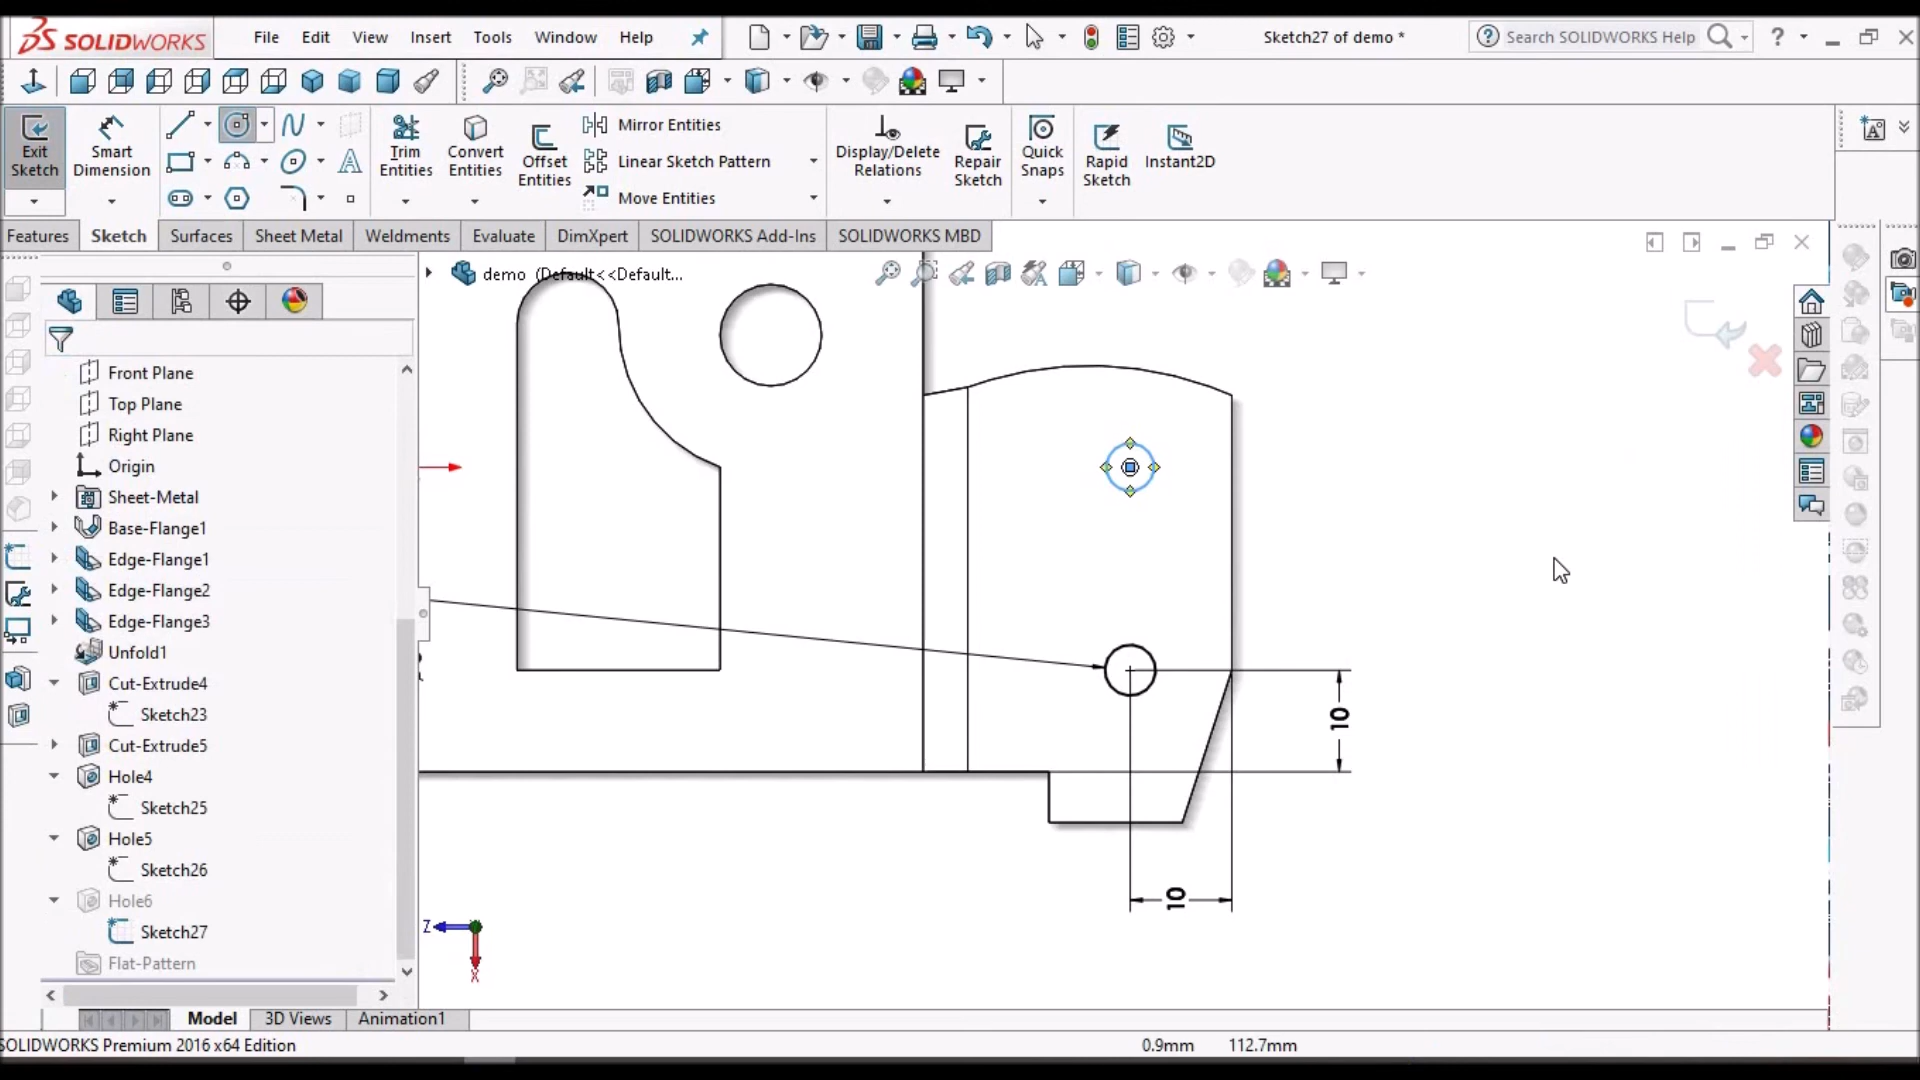 SOLIDWORKS File Edit View Insert Tools Window Help Sketch27 of demo * Search SOLIDWORKS Help ?
Exit Sketch
Smart Dimension
Trim Entities
Convert Entities
Offset Entities
Mirror Entities
Linear Sketch Pattern
Move Entities
Display/Delete Relations
Repair Sketch
Quick Snaps
Rapid Sketch
Instant2D
Features Sketch Surfaces Sheet Metal Weldments Evaluate DimXpert SOLIDWORKS Add-Ins SOLIDWORKS MBD
demo (Default<<Default...
Front Plane
Top Plane
Right Plane
Origin
Sheet-Metal
Base-Flange1
Edge-Flange1
Edge-Flange2
Edge-Flange3
Unfold1
Cut-Extrude4
Sketch23
Cut-Extrude5
Hole4
Sketch25
Hole5
Sketch26
Hole6
Sketch27
Flat-Pattern
10
10
Z
X
Model 3D Views Animation1
SOLIDWORKS Premium 2016 x64 Edition 0.9mm 112.7mm